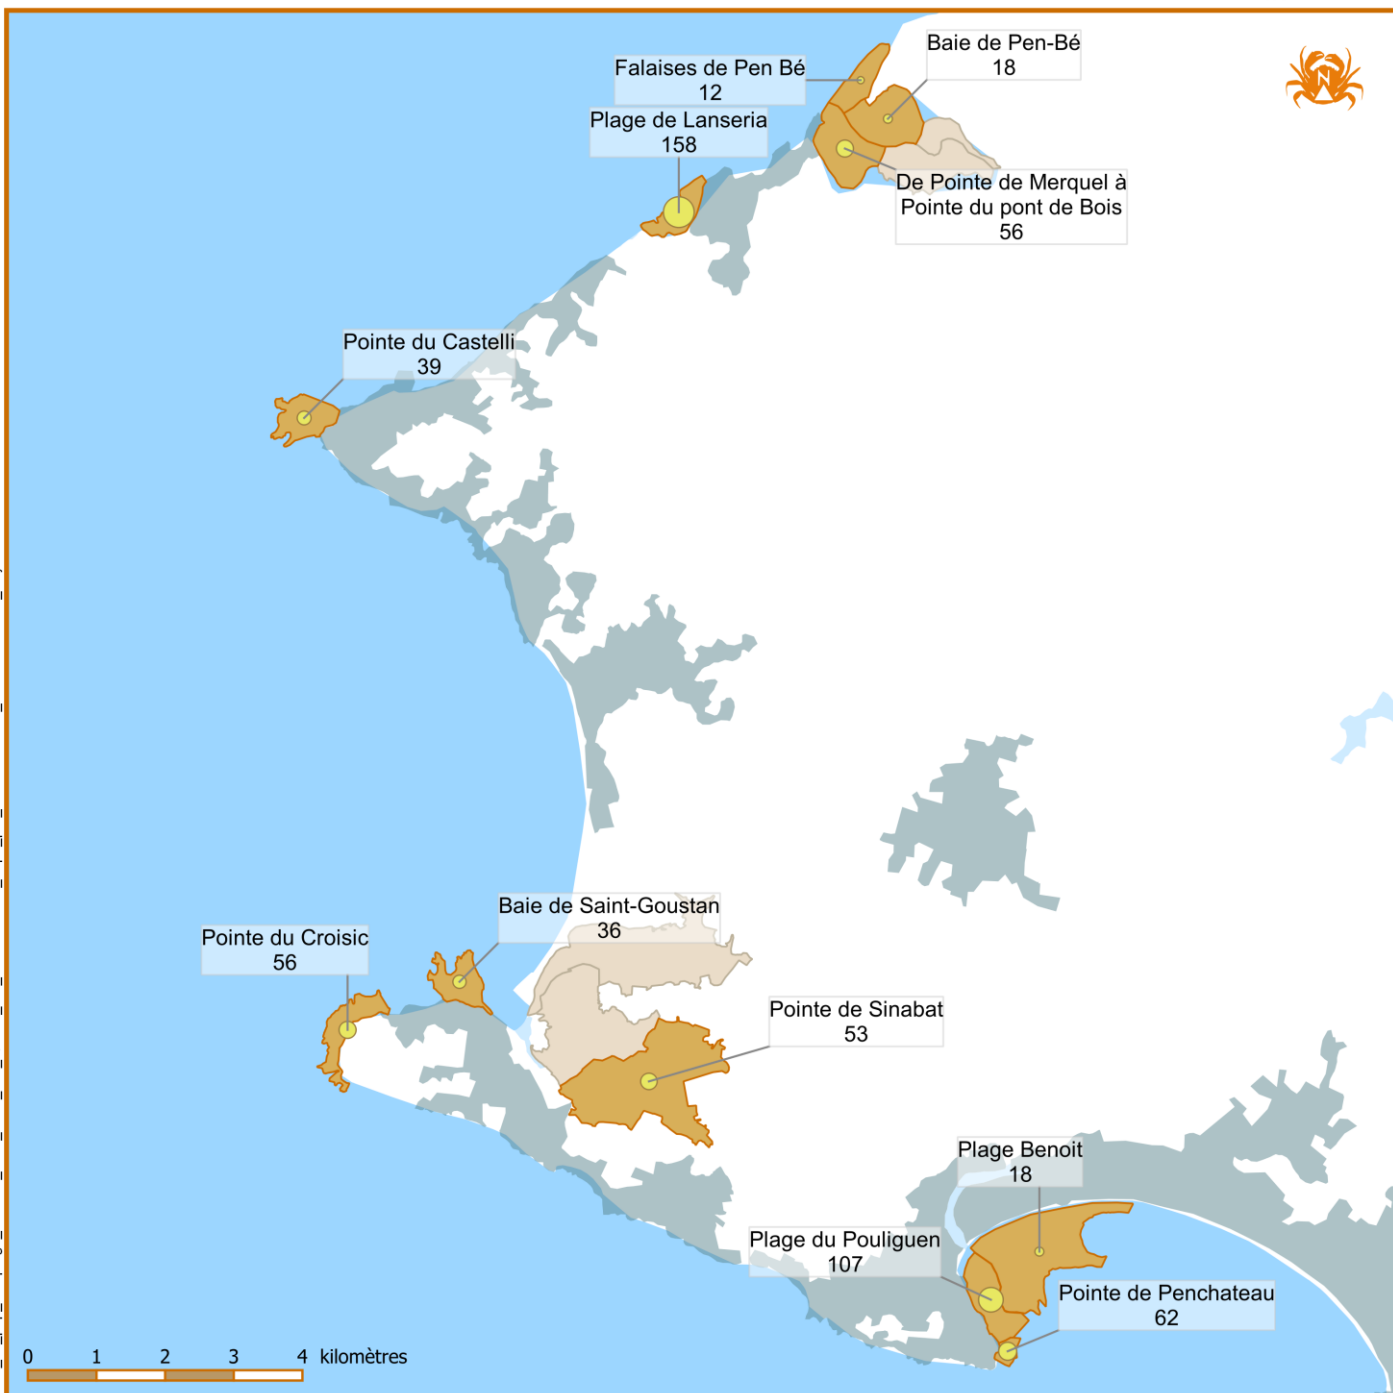 Baie de Pen-Bé
18
Falaises de Pen Bé
12
Plage de Lanseria
158
De Pointe de Merquel à
Pointe du pont de Bois
56
N
Pointe du Castelli
39
Baie de Saint-Goustan
36
Pointe du Croisic
56
Pointe de Sinabat
53
Plage Benoit
18
Plage du Pouliguen
107
Pointe de Penchateau
62
0 1 2 3 4 kilomètres